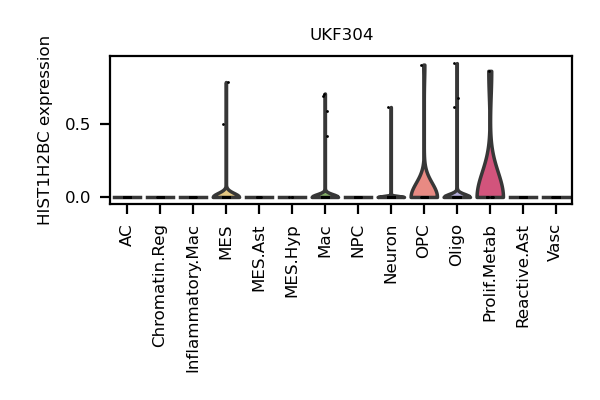 UKF304
HIST1H2BC expression
0.5
0.0
AC
Chromatin.Reg
Inflammatory.Mac
MES
MES.Ast
MES.Hyp
Mac
NPC
Neuron
OPC
Oligo
Prolif.Metab
Reactive.Ast
Vasc